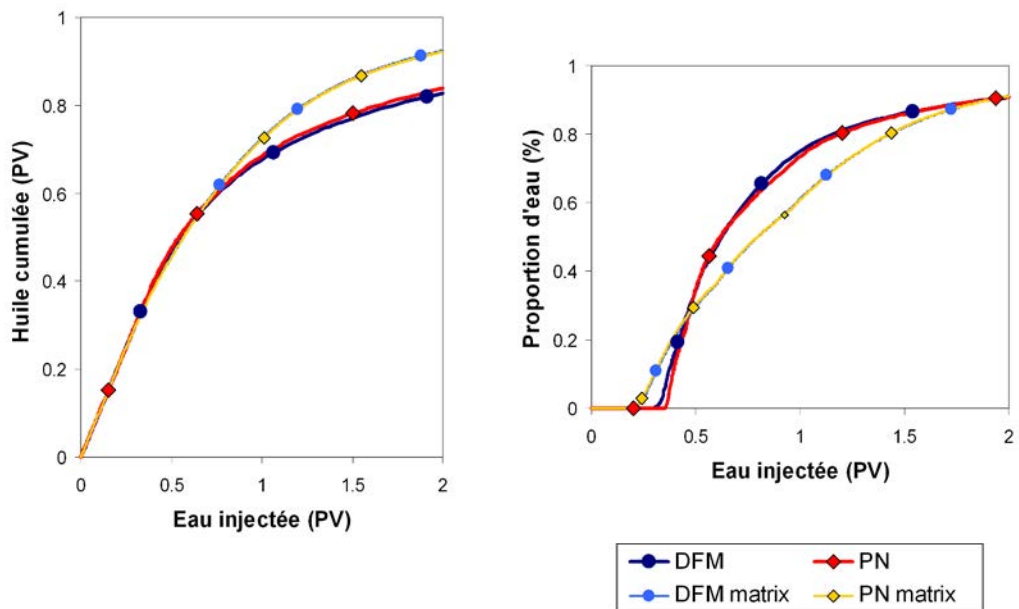 1
0.8
0.6
0.4
0.2
0
0 0.5 1 1.5 2
Huile cumulée (PV)
Eau injectée (PV)
1
0.8
0.6
0.4
0.2
0
0 0.5 1 1.5 2
Proportion d'eau (%)
Eau injectée (PV)
DFM PN
DFM matrix PN matrix